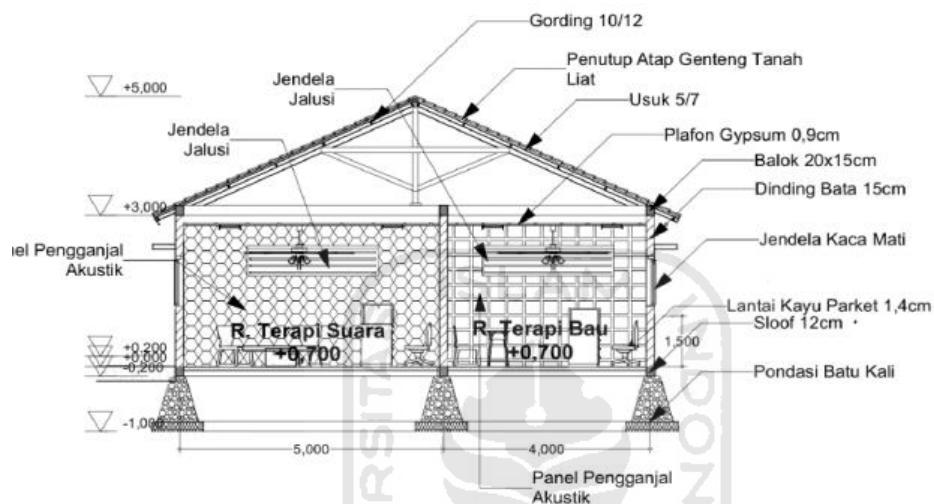 Gording 10/12
Penutup Atap Genteng Tanah
Liat
Jendela
Jalusi
+5,000
Usuk 5/7
Jendela
Jalusi
Plafon Gypsum 0,9cm
Balok 20x15cm
+3,000
Dinding Bata 15cm
nel Pengganjal
Akustik
Jendela Kaca Mati
Lantai Kayu Parket 1,4cm
R. Terapi Suara
+0,700
R. Terapi Bau
+0,700
Sloof 12cm
1,500
+0,200
+0,000
-0,200
Pondasi Batu Kali
-1,000
5,000
4,000
Panel Pengganjal
Akustik